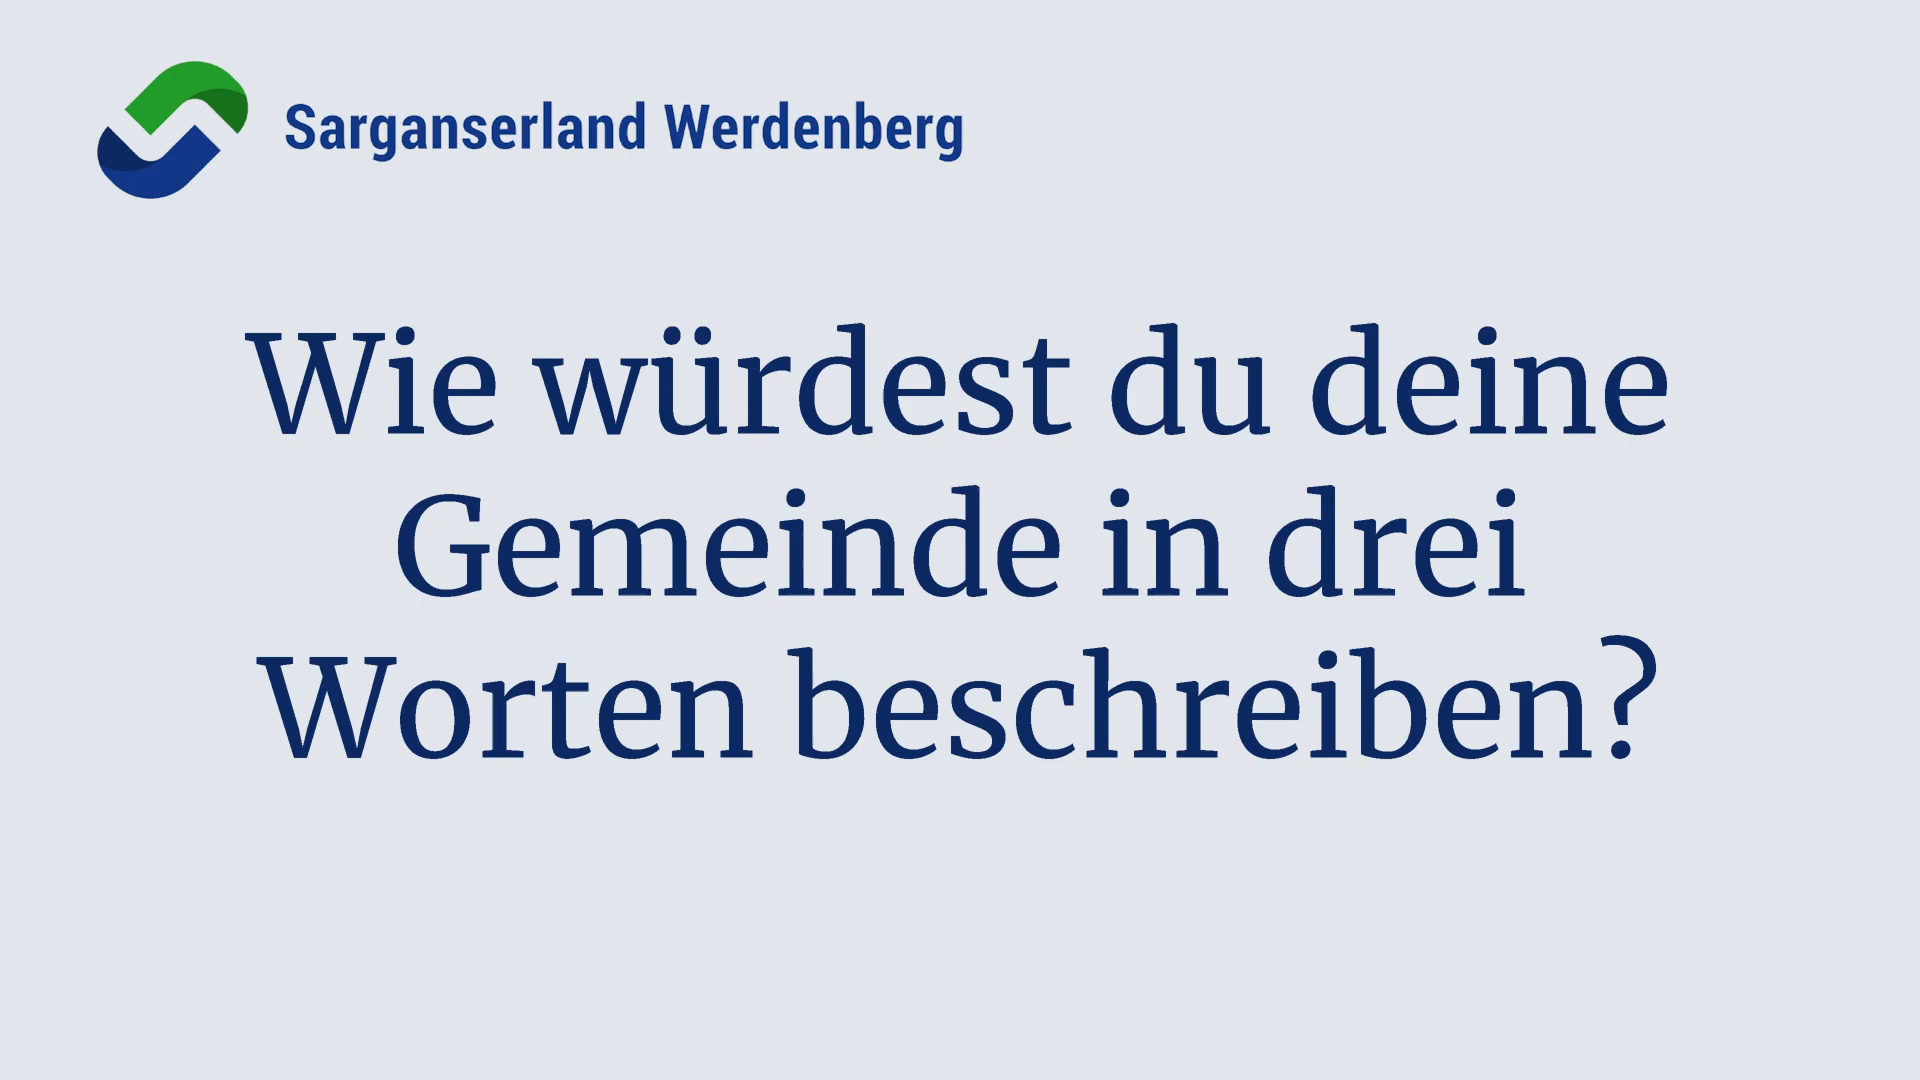 Sarganserland Werdenberg
Wie würdest du deine
Gemeinde in drei
Worten beschreiben?